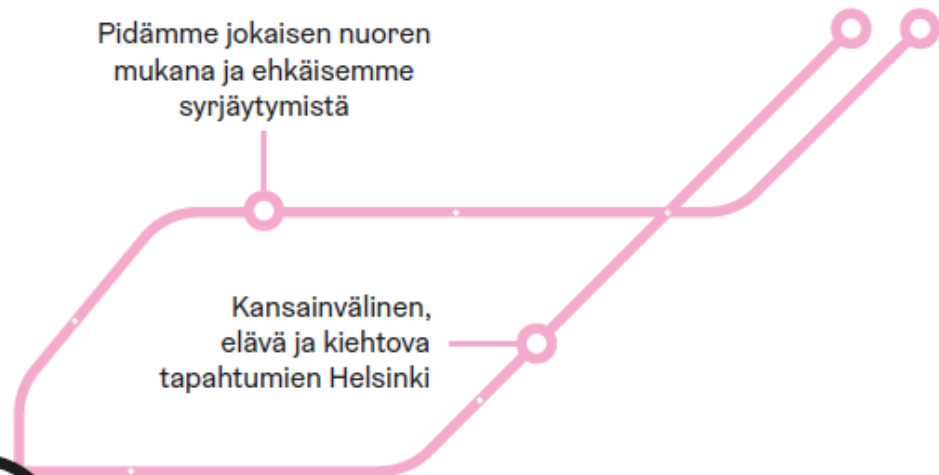 Pidämme jokaisen nuoren
mukana ja ehkäisemme
syrjäytymistä
Kansainvälinen,
elävä ja kiehtova
tapahtumien Helsinki